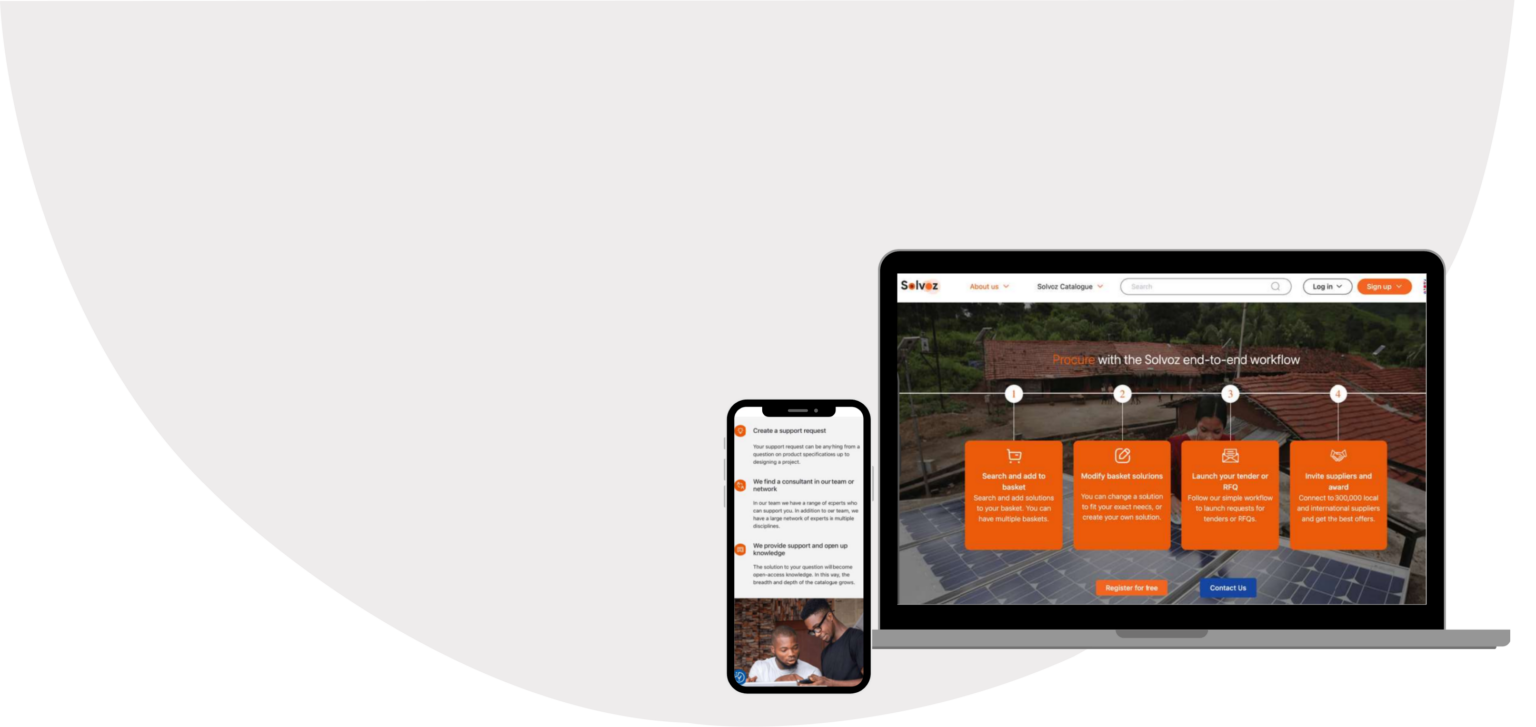 Solvoz
About us
Solvoz Catalogue
Search
Log in
Sign up
Procure with the Solvoz end-to-end workflow
1
2
3
4
Search and add to
basket
Search and add solutions
to your basket. You can
have multiple baskets.
Modify basket solutions
You can change a solution
to fit your exact needs, or
create your own solution.
Launch your tender or
RFQ
Follow our simple workflow
to launch requests for
tenders or RFQs.
Invite suppliers and
award
Connect to 300,000 local
and international suppliers
and get the best offers.
Register for free
Contact Us
Create a support request
Your support request can be anything from a
question on product specifications up to
designing a project.
We find a consultant in our team or
network
In our team we have a range of experts who
can support you. In addition to our team, we
have a large network of experts is multiple
disciplines.
We provide support and open up
knowledge
The solution to your question will become
open-access knowledge. In this way, the
breadth and depth of the catalogue grows.